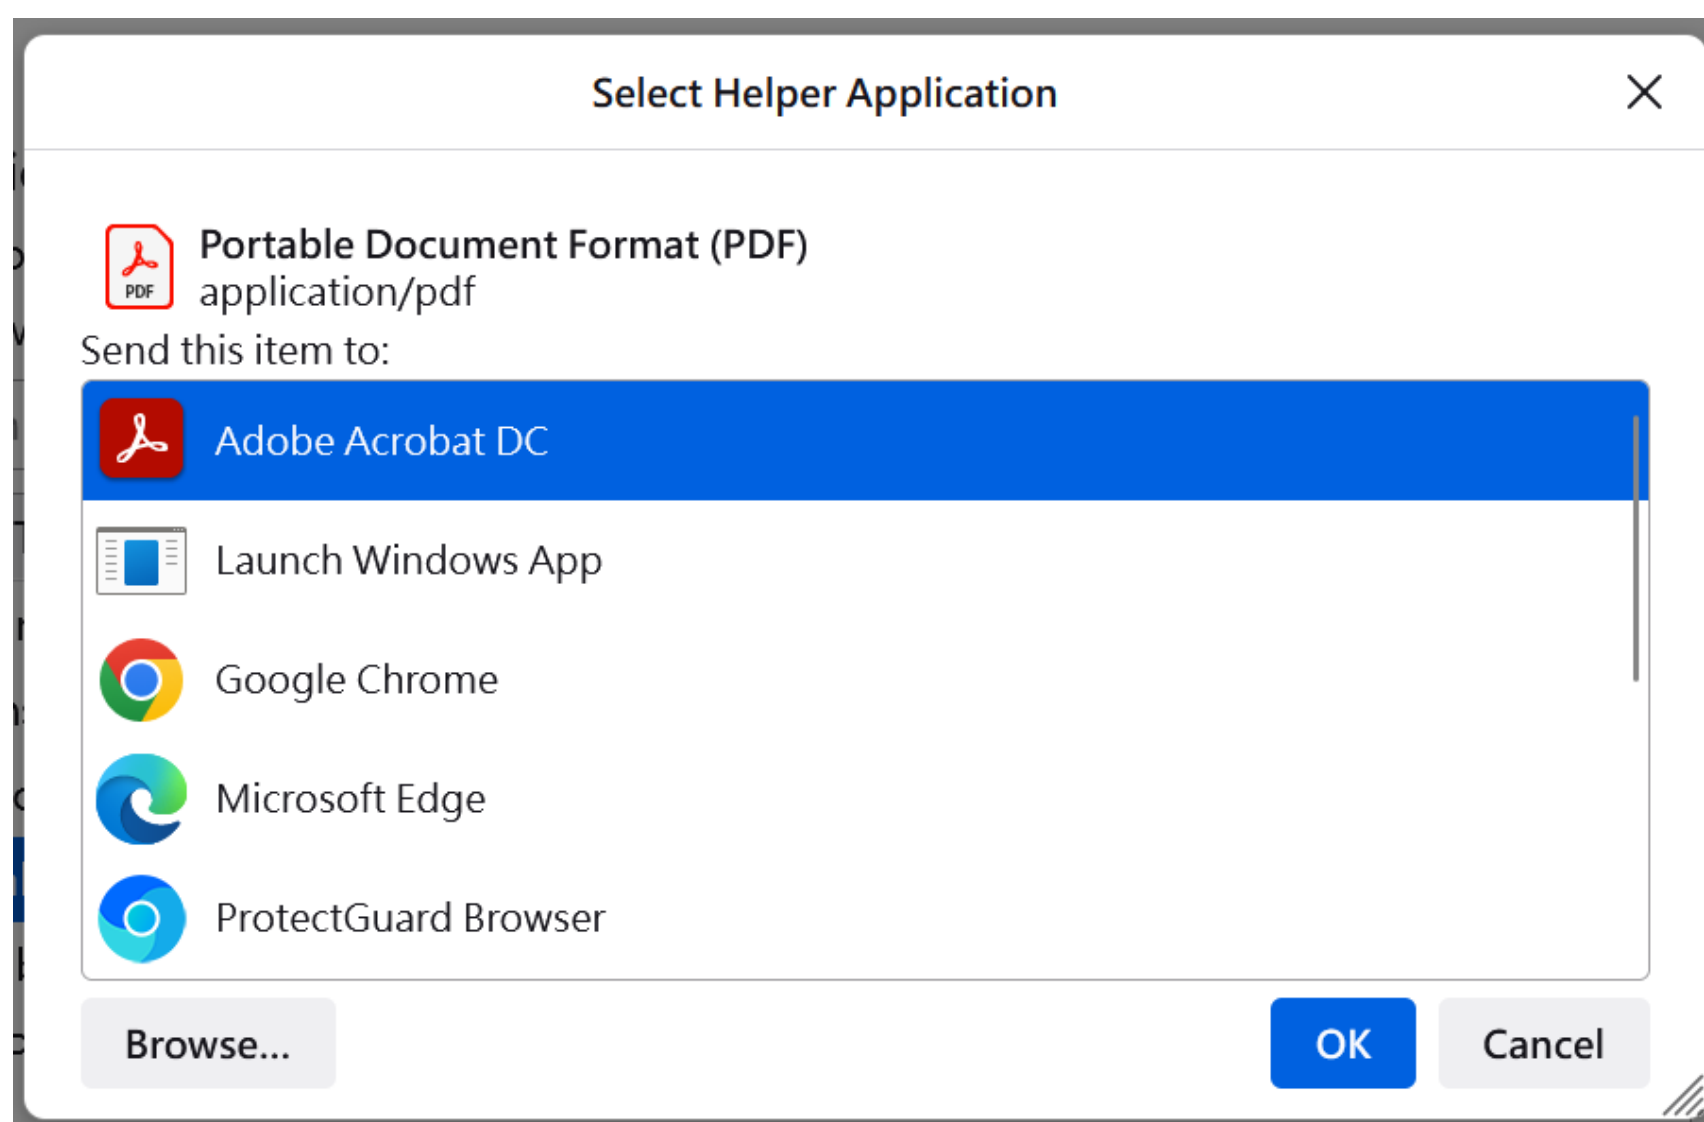 Select Helper Application
Portable Document Format (PDF)
PDF
application/pdf
Send this item to:
Adobe Acrobat DC
Launch Windows App
Google Chrome
Microsoft Edge
ProtectGuard Browser
Browse...
OK
Cancel